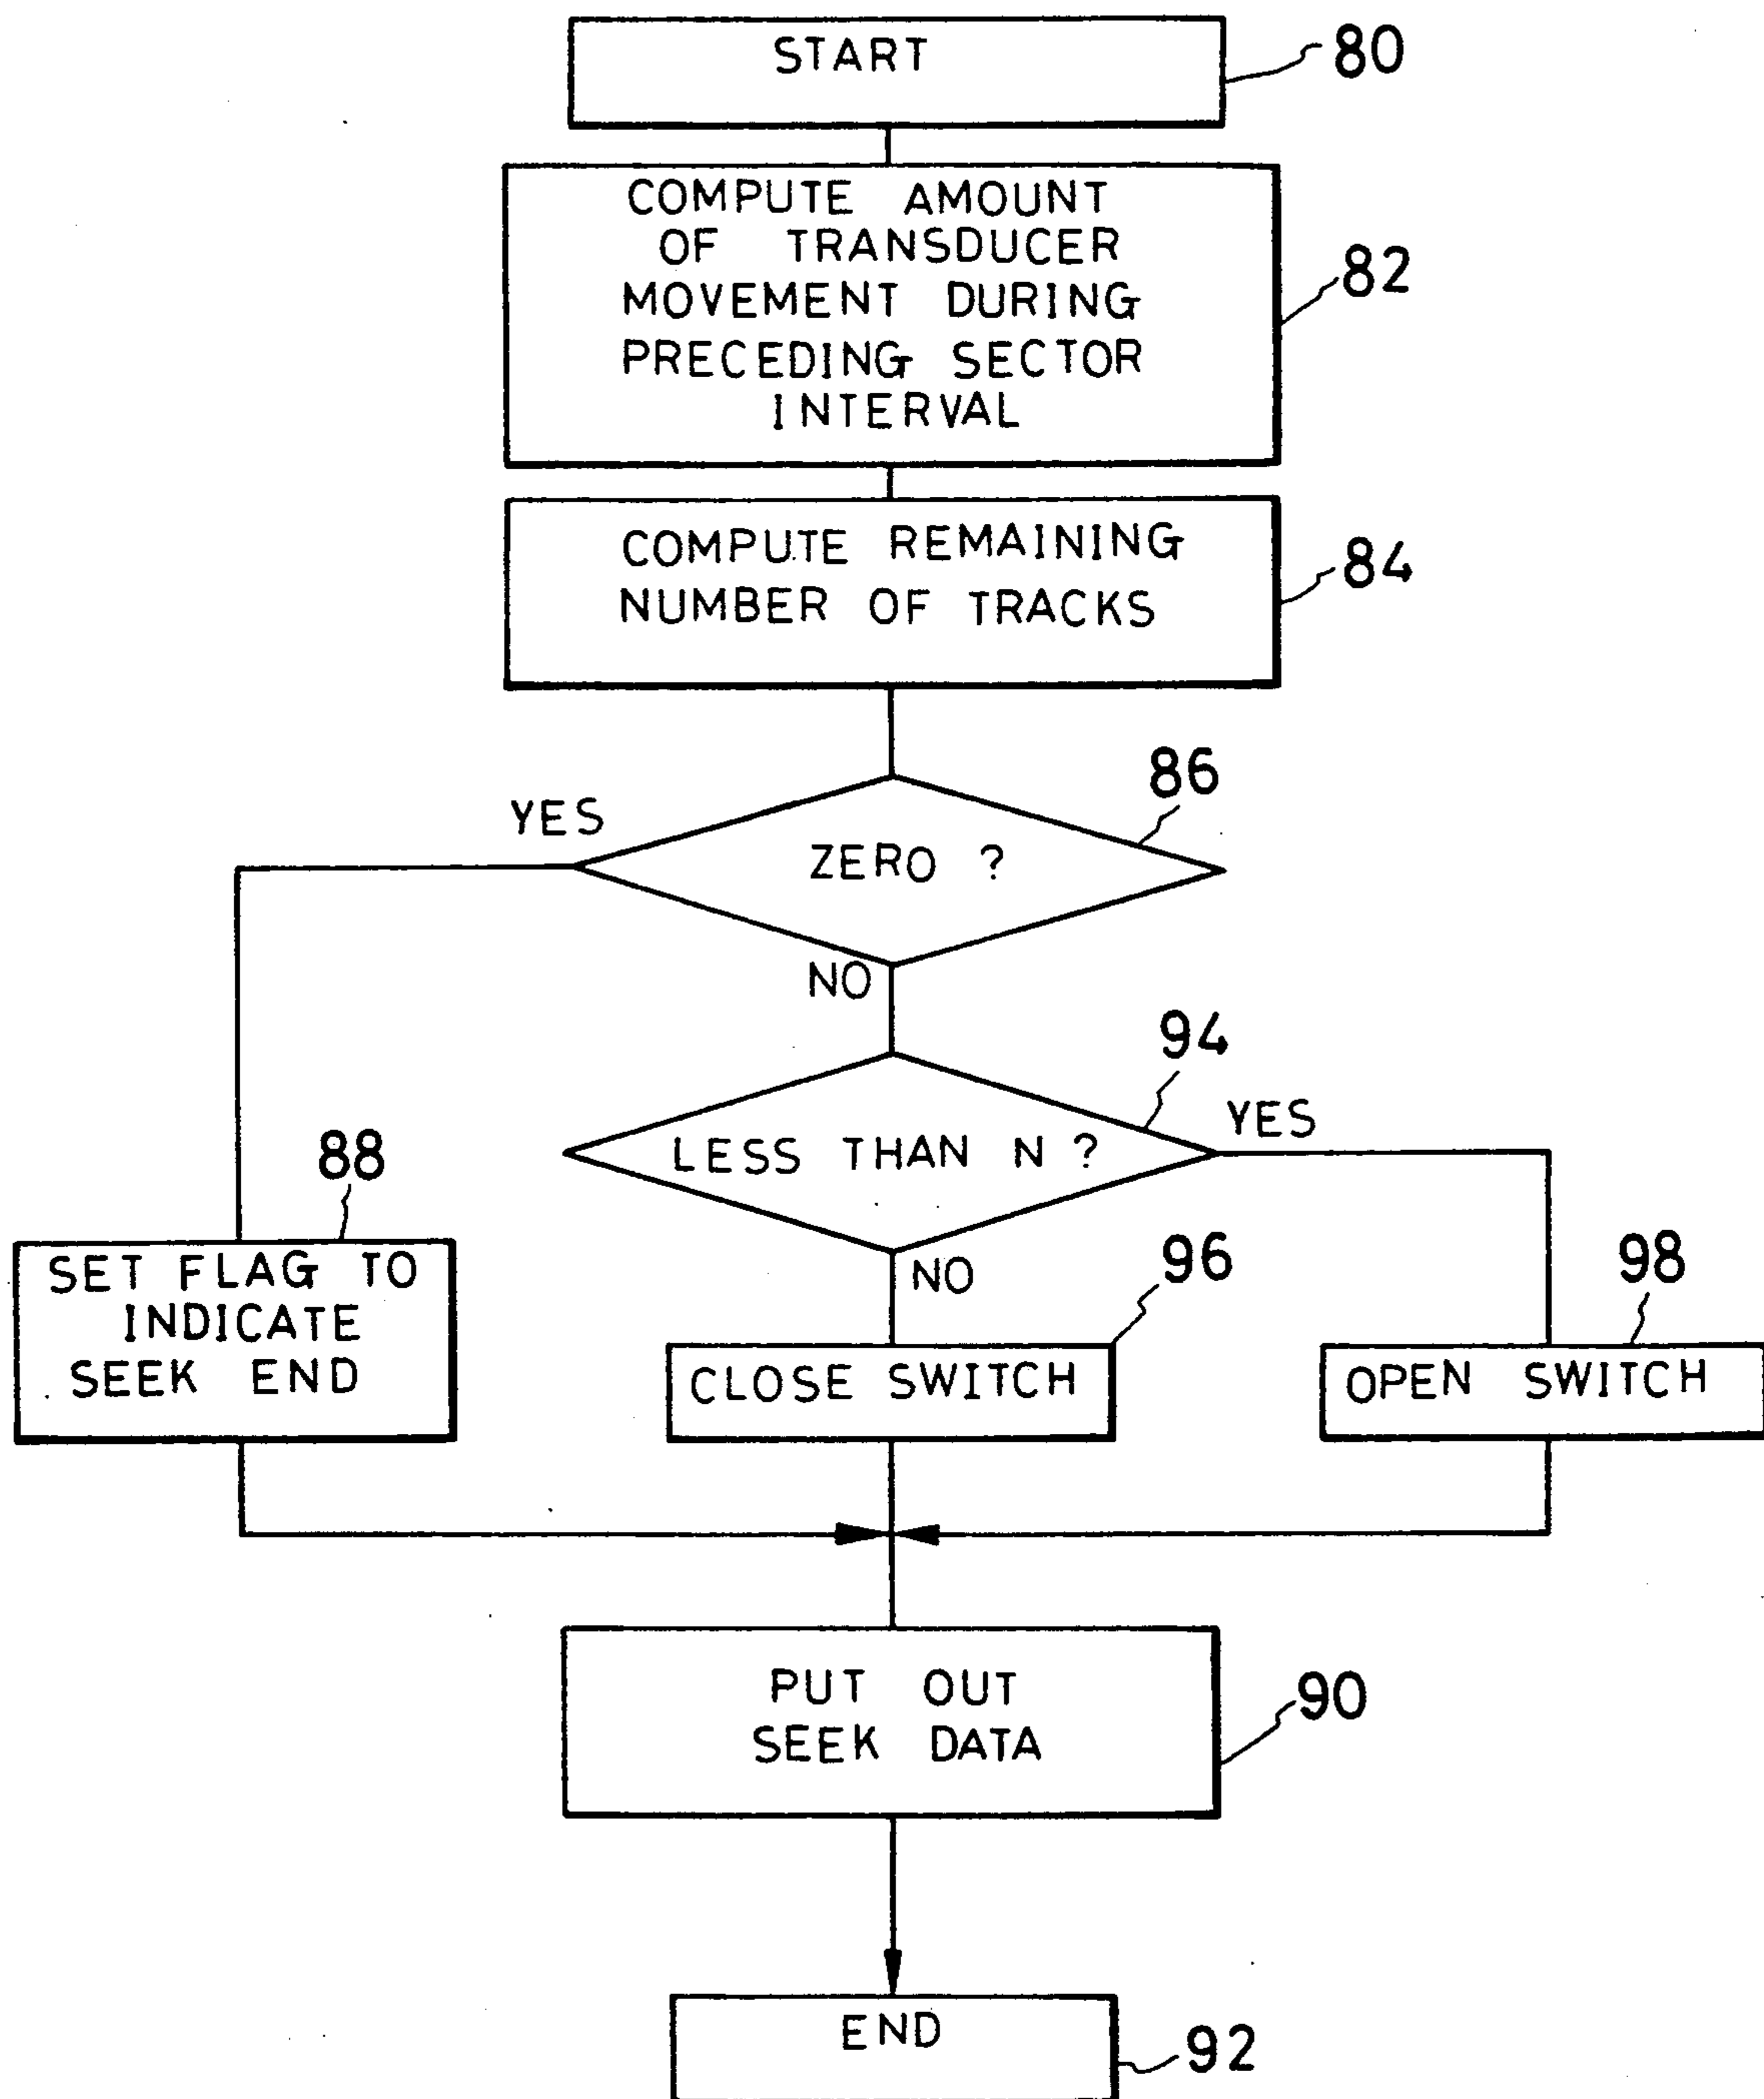 START
80
COMPUTE AMOUNT
OF TRANSDUCER
MOVEMENT DURING
PRECEDING SECTOR
INTERVAL
82
COMPUTE REMAINING
NUMBER OF TRACKS
84
86
YES
ZERO ?
NO
94
YES
LESS THAN N ?
88
NO
96
98
SET FLAG TO
INDICATE
SEEK END
CLOSE SWITCH
OPEN SWITCH
PUT OUT
SEEK DATA
90
END
92